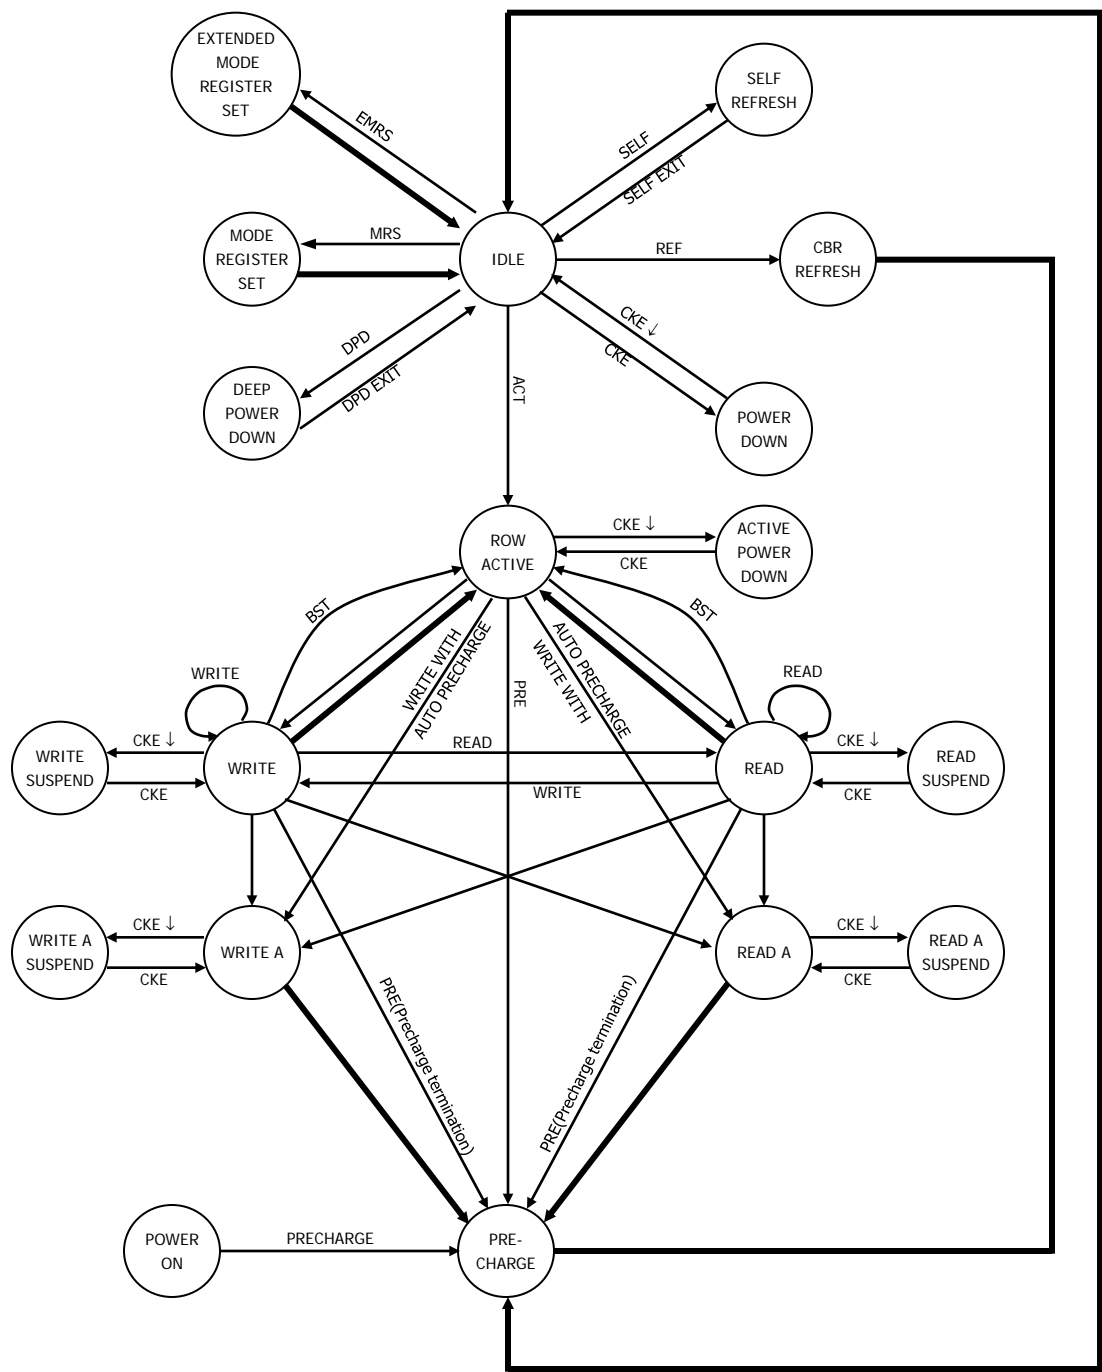 EXTENDED
MODE
REGISTER
SET
EMRS
SELF
REFRESH
SELF
SELF EXIT
MODE
REGISTER
SET
MRS
IDLE
REF
CBR
REFRESH
DPD
DPD EXIT
CKE ↓
CKE
ACT
DEEP
POWER
DOWN
POWER
DOWN
ROW
ACTIVE
CKE ↓
CKE
ACTIVE
POWER
DOWN
BST
BST
WRITE WITH
AUTO PRECHARGE
PRE
AUTO PRECHARGE
WRITE WITH
WRITE
READ
WRITE
SUSPEND
CKE ↓
CKE
WRITE
READ
WRITE
READ
CKE ↓
CKE
READ
SUSPEND
WRITE A
SUSPEND
CKE ↓
CKE
WRITE A
READ A
CKE ↓
CKE
READ A
SUSPEND
PRE(Precharge termination)
PRE(Precharge termination)
POWER
ON
PRECHARGE
PRE-
CHARGE